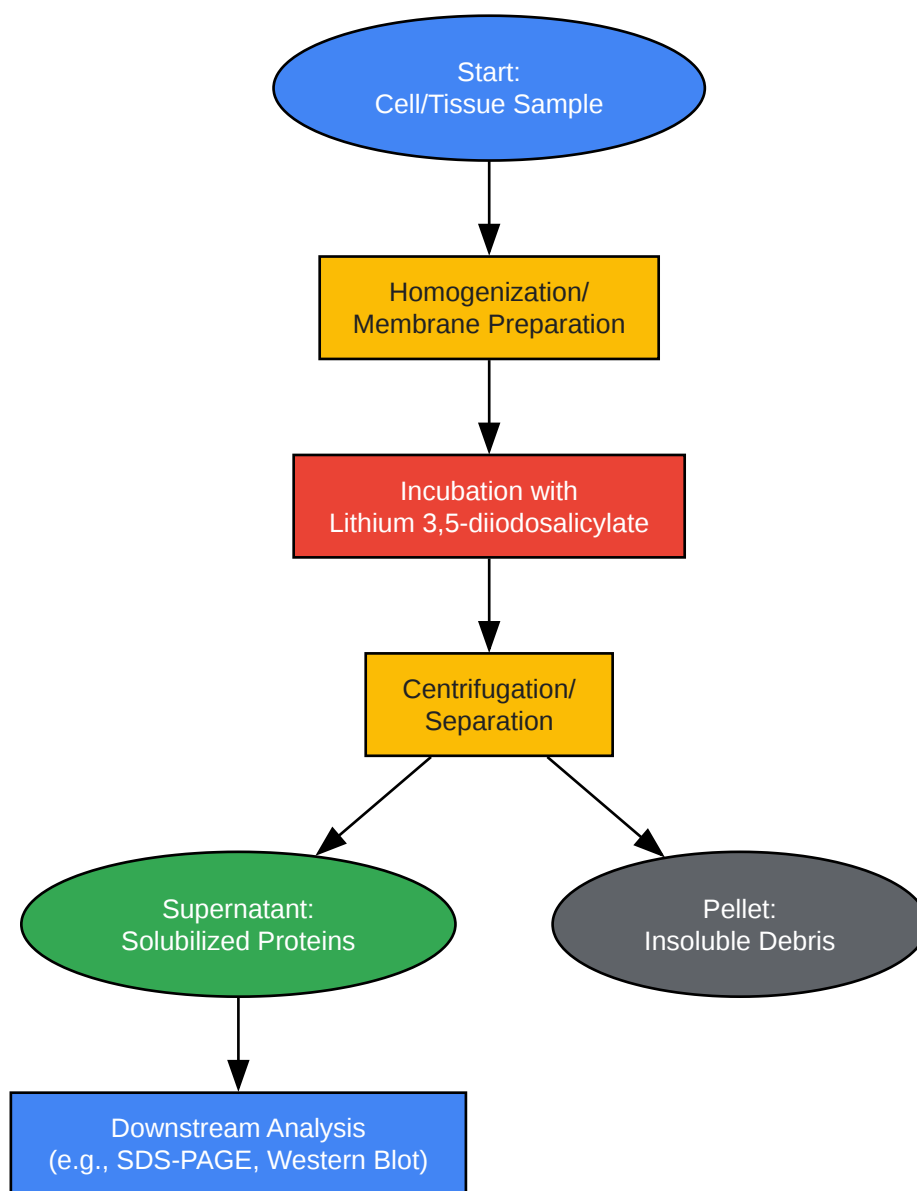 Start:
Cell/Tissue Sample
Homogenization/
Membrane Preparation
Incubation with
Lithium 3,5-diiodosalicylate
Centrifugation/
Separation
Supernatant:
Solubilized Proteins
Pellet:
Insoluble Debris
Downstream Analysis
(e.g., SDS-PAGE, Western Blot)